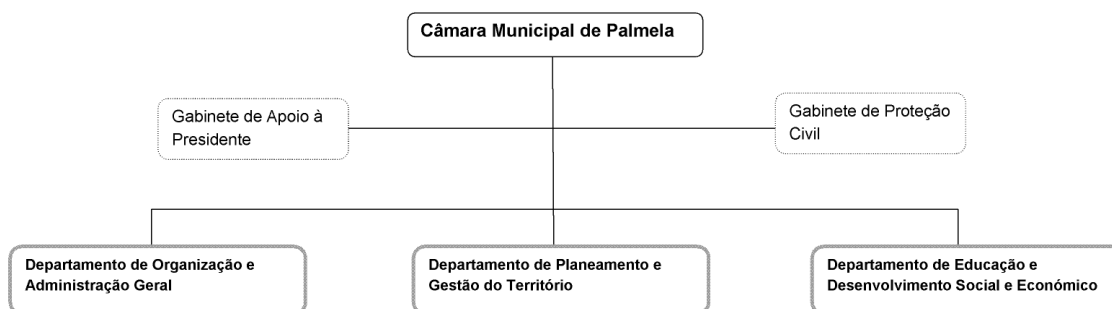 Câmara Municipal de Palmela
Gabinete de Apoio à
Presidente
Gabinete de Proteção
Civil
Departamento de Organização e
Administração Geral
Departamento de Planeamento e
Gestão do Território
Departamento de Educação e
Desenvolvimento Social e Económico